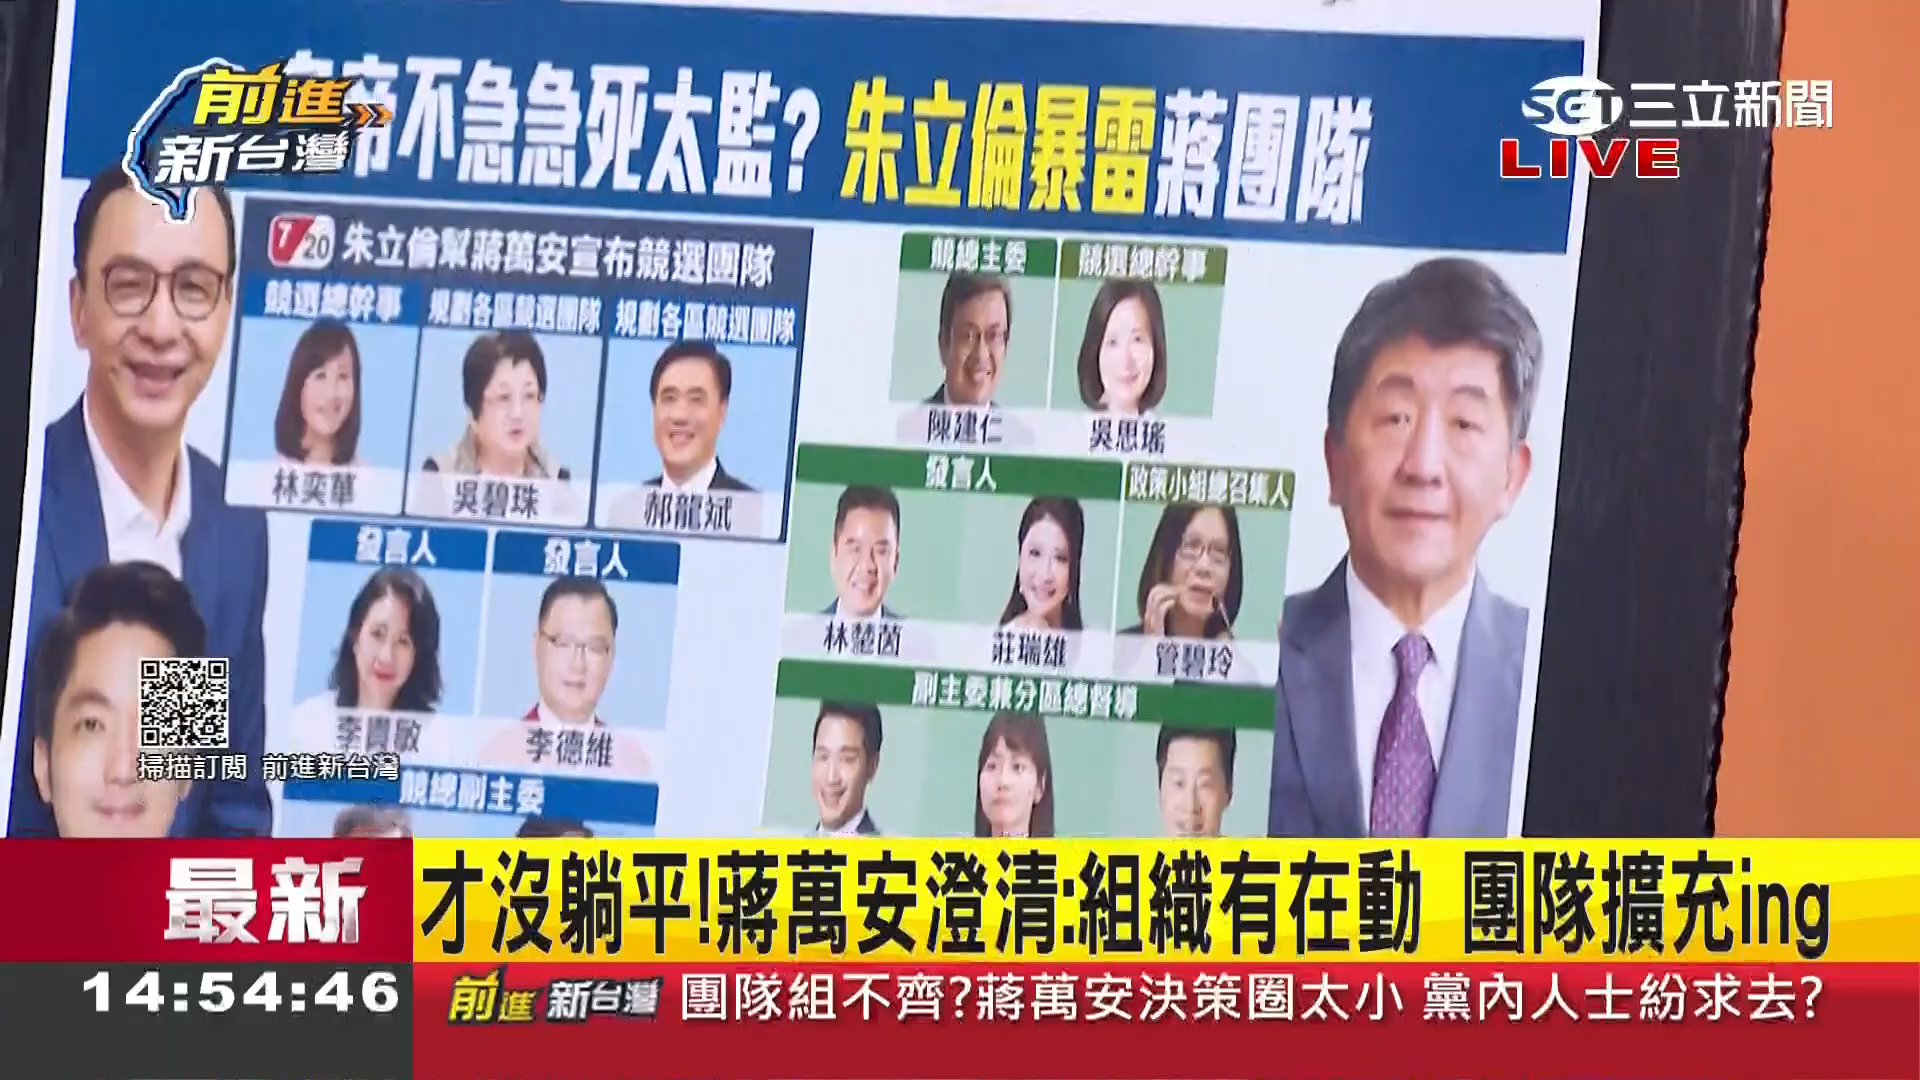 前進新台灣
帝不急急死太監? 朱立倫暴雷蔣團隊
SET三立新聞
LIVE
7/20 朱立倫幫蔣萬安宣布競選團隊
競選總幹事 規劃各區競選團隊 規劃各區競選團隊
林奕華 吳碧珠 郝龍斌
發言人 發言人
李貴敏 李德維
競總副主委
競總主委 競選總幹事
陳建仁 吳思瑤
發言人 政策小組總召集人
林楚茵 莊瑞雄 管碧玲
副主委兼分區總督導
掃描訂閱 前進新台灣
最新
才沒躺平!蔣萬安澄清:組織有在動 團隊擴充ing
14:54:46
前進新台灣 團隊組不齊?蔣萬安決策圈太小 黨內人士紛求去?